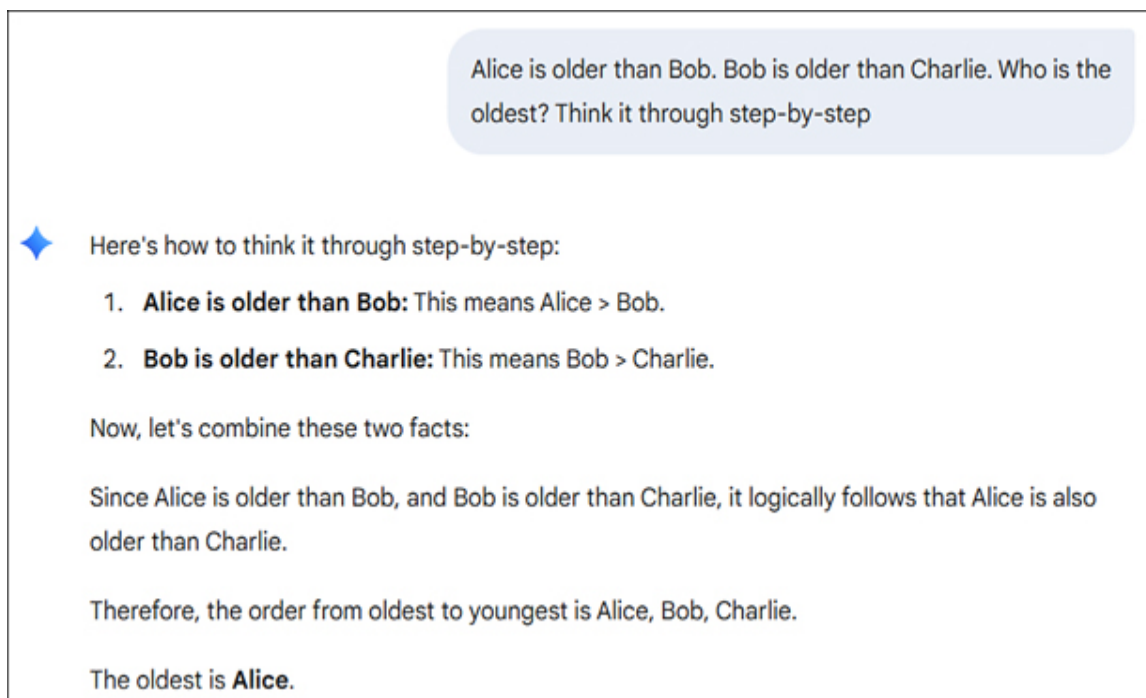 Alice is older than Bob. Bob is older than Charlie. Who is the
oldest? Think it through step-by-step
Here's how to think it through step-by-step:
1. Alice is older than Bob: This means Alice > Bob.
2. Bob is older than Charlie: This means Bob > Charlie.
Now, let's combine these two facts:
Since Alice is older than Bob, and Bob is older than Charlie, it logically follows that Alice is also
older than Charlie.
Therefore, the order from oldest to youngest is Alice, Bob, Charlie.
The oldest is Alice.